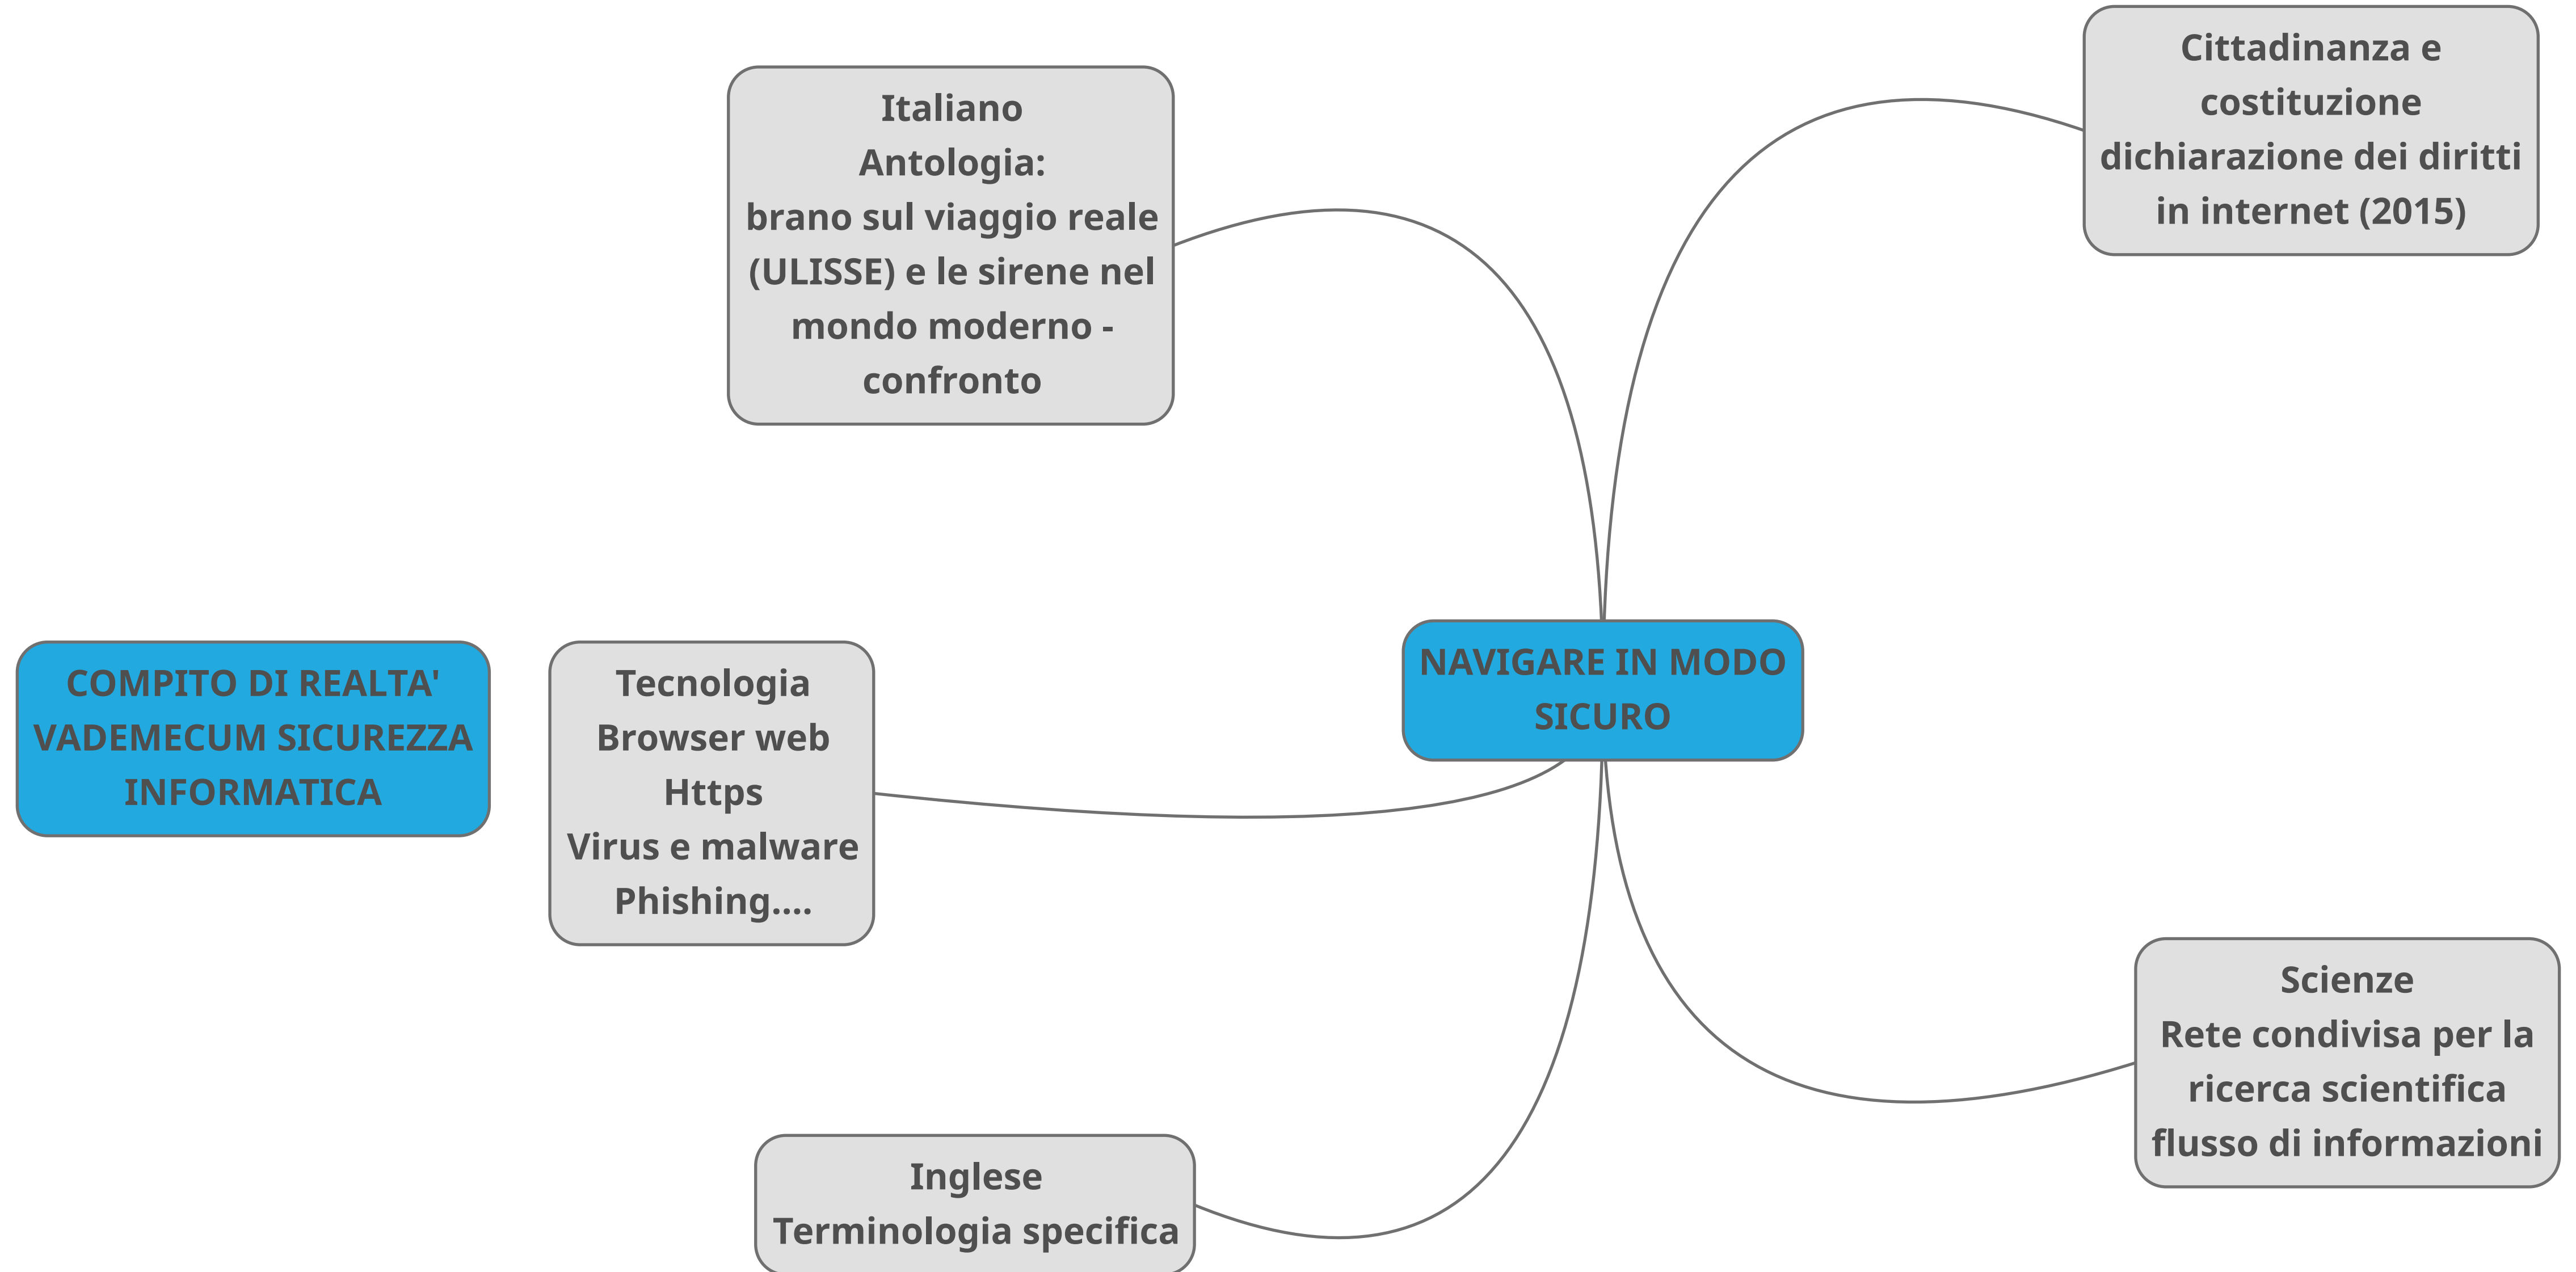 Cittadinanza e
costituzione
dichiarazione dei diritti
in internet (2015)
Italiano
Antologia:
brano sul viaggio reale
(ULISSE) e le sirene nel
mondo moderno -
confronto
NAVIGARE IN MODO
SICURO
COMPITO DI REALTA'
VADEMECUM SICUREZZA
INFORMATICA
Tecnologia
Browser web
Https
Virus e malware
Phishing....
Scienze
Rete condivisa per la
ricerca scientifica
flusso di informazioni
Inglese
Terminologia specifica